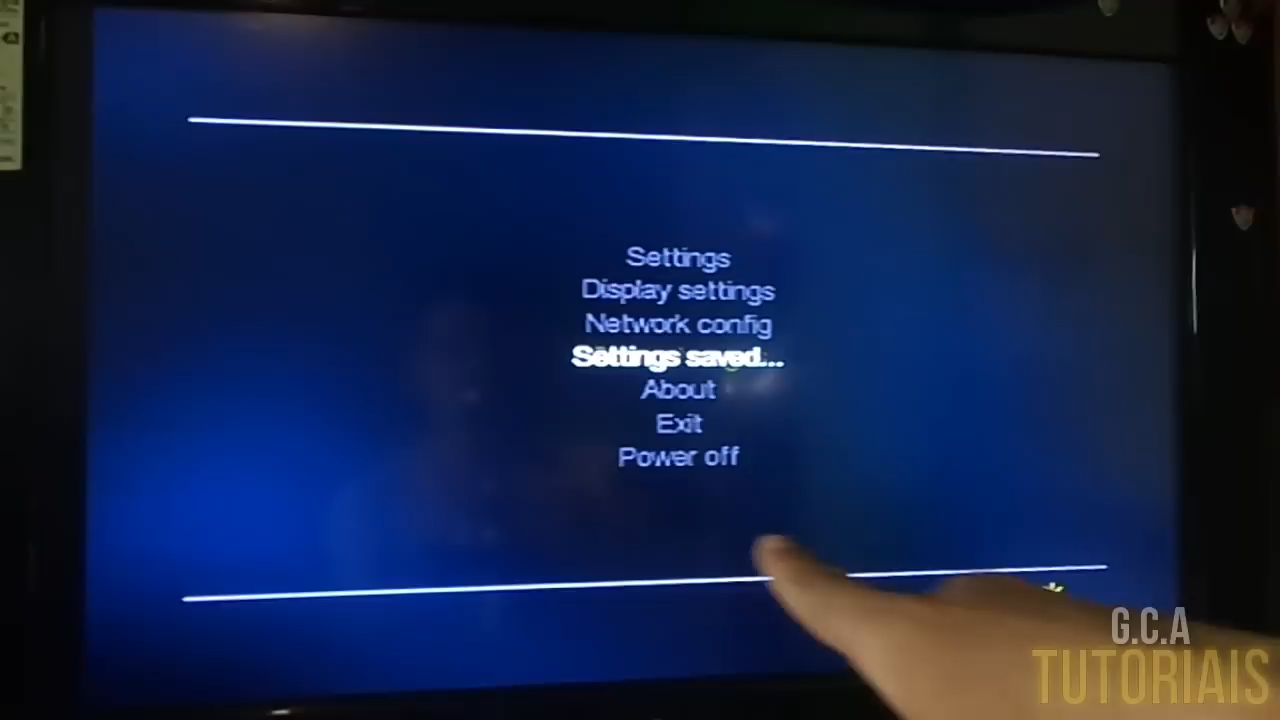 Settings
Display settings
Network config
Settings saved...
About
Exit
Power off
G.C.A
TUTORIAIS